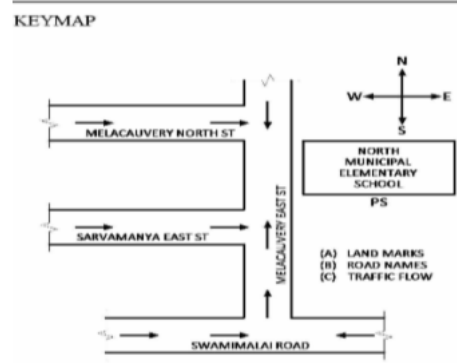 KEYMAP
N
W E
S
MELACAUVERY NORTH ST
NORTH
MUNICIPAL
ELEMENTARY
SCHOOL
PS
MELACAUVERY EAST ST
SARVAMANYA EAST ST
(A) LAND MARKS
(B) ROAD NAMES
(C) TRAFFIC FLOW
SWAMIMALAI ROAD